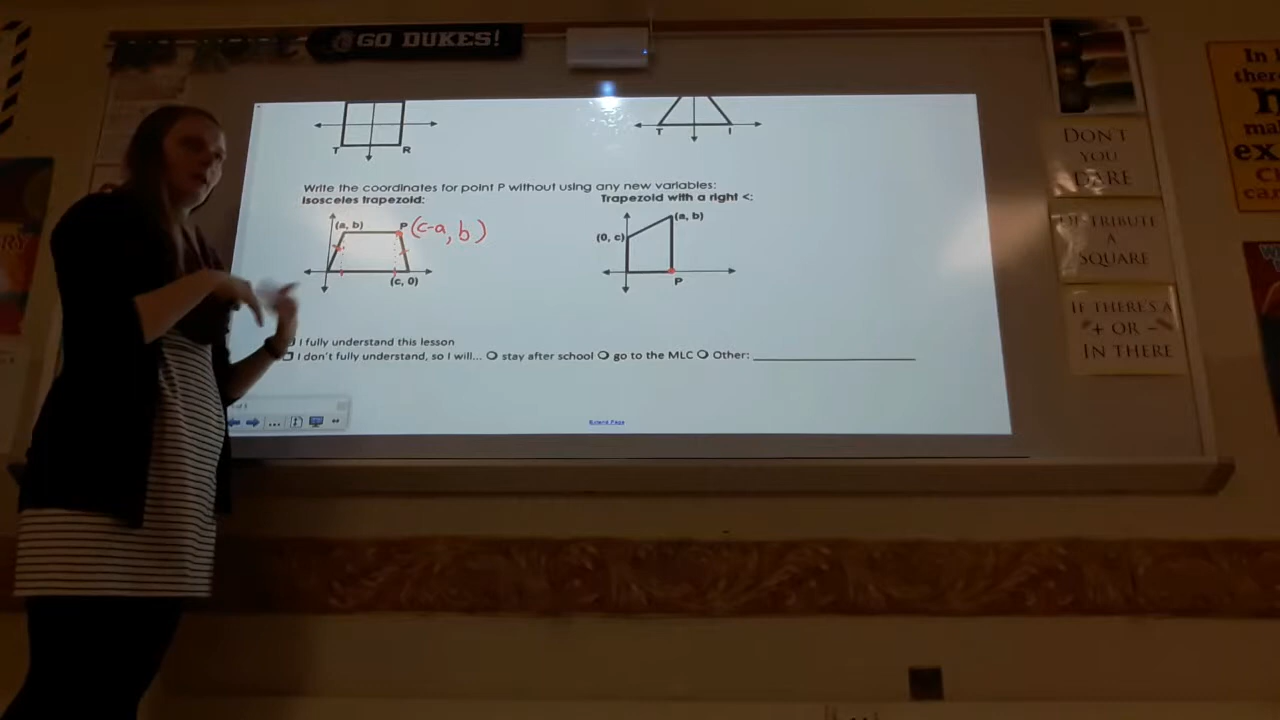 GO DUKES!
T R
T I
Write the coordinates for point P without using any new variables:
Isosceles trapezoid:
Trapezoid with a right <:
(a, b) P (c-a, b)
(c, 0)
(a, b)
(0, c)
P
I fully understand this lesson
I don't fully understand, so I will... stay after school go to the MLC Other:
Extend Page
DON'T
YOU
DARE
A
SQUARE
IF THERE'S A
+ OR -
IN THERE